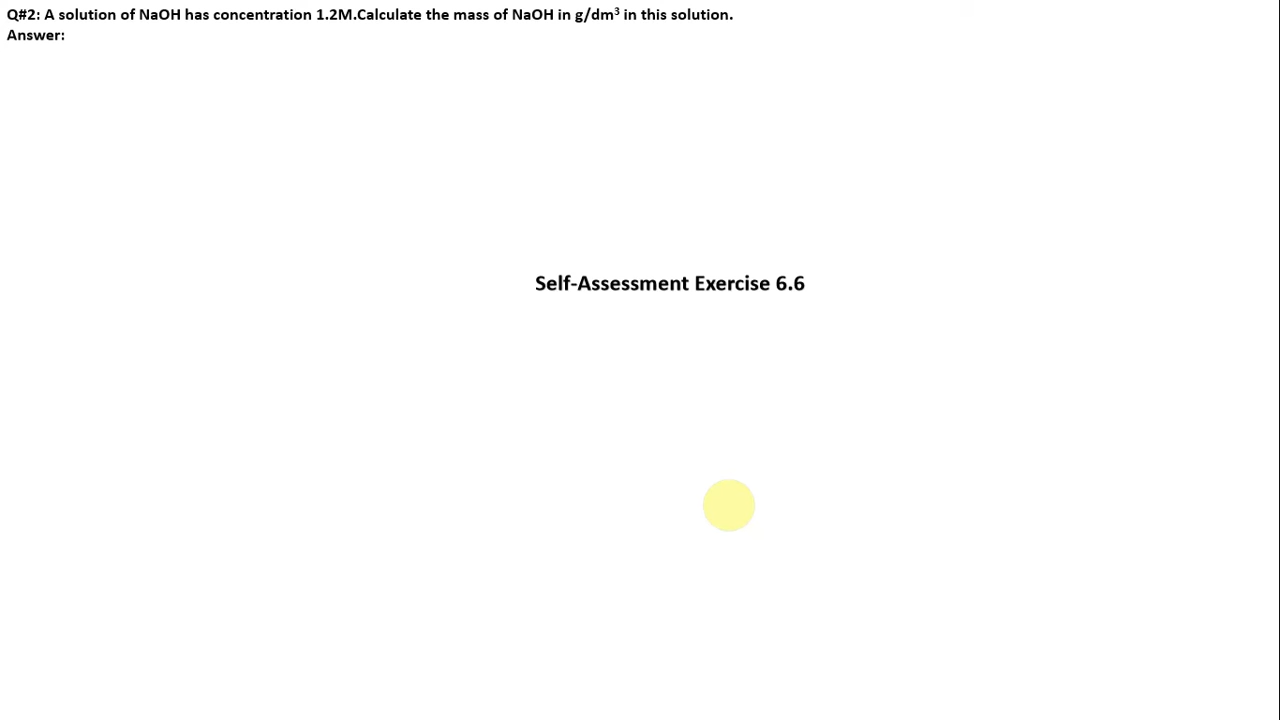 Q#2: A solution of NaOH has concentration 1.2M.Calculate the mass of NaOH in g/dm³ in this solution.
Answer:
Self-Assessment Exercise 6.6